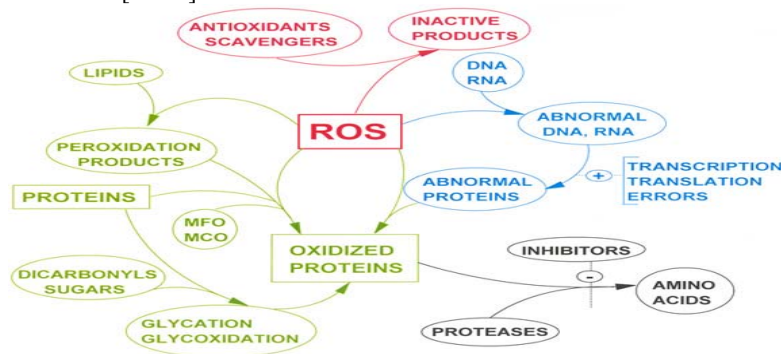 ANTIOXIDANTS
SCAVENGERS
INACTIVE
PRODUCTS
LIPIDS
DNA
RNA
ROS
ABNORMAL
DNA, RNA
PEROXIDATION
PRODUCTS
TRANSCRIPTION
TRANSLATION
ERRORS
+
PROTEINS
ABNORMAL
PROTEINS
MFO
MCO
OXIDIZED
PROTEINS
INHIBITORS
-
DICARBONYLS
SUGARS
AMINO
ACIDS
GLYCATION
GLYCOXIDATION
PROTEASES